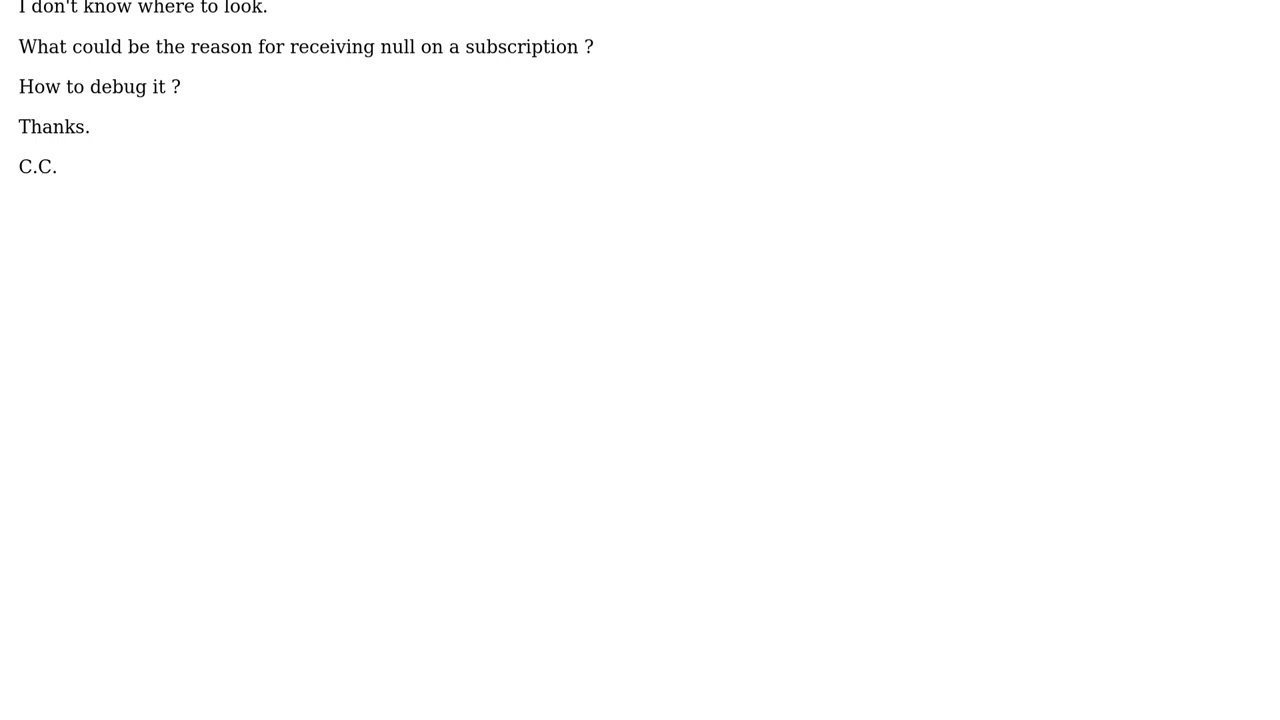 I don't know where to look.
What could be the reason for receiving null on a subscription ?
How to debug it ?
Thanks.
C.C.